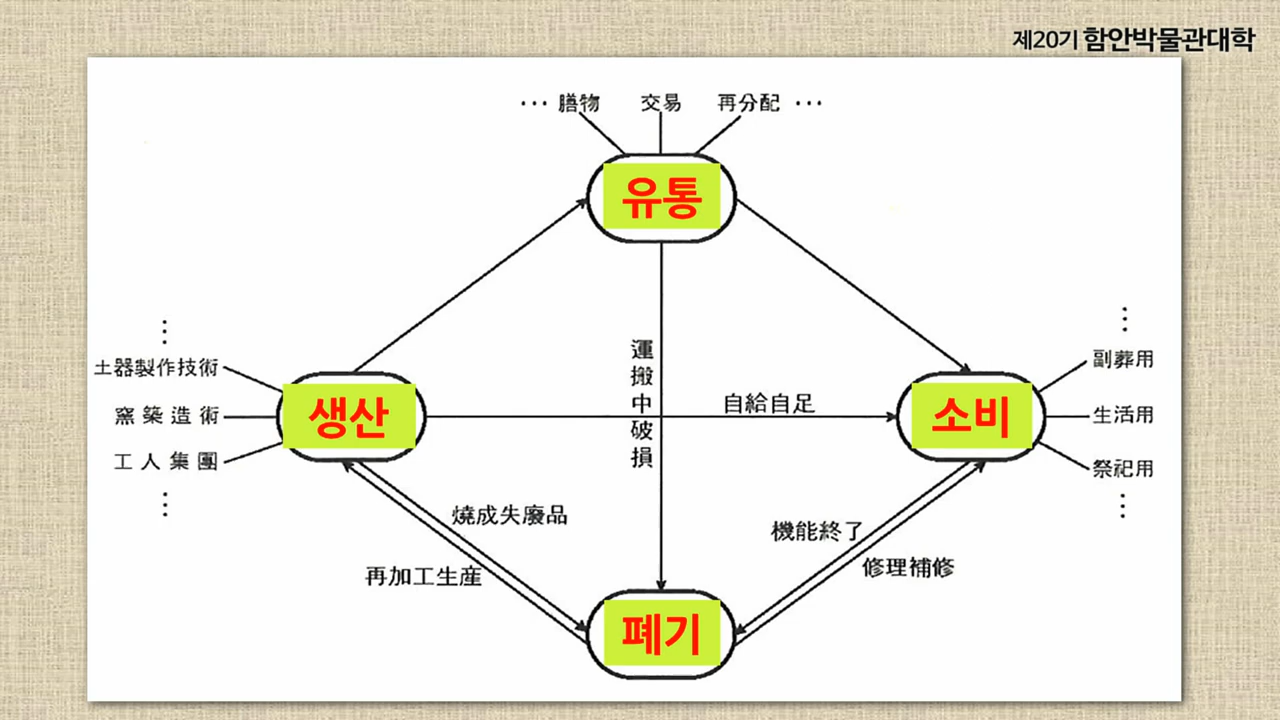 제20기 함안박물관대학
··· 膳物 交易 再分配 ···
유통
土器製作技術
窯築造術
工人集團
생산
運搬中破損
自給自足
소비
副葬用
生活用
祭祀用
燒成失廢品
再加工生産
機能終了
修理補修
폐기